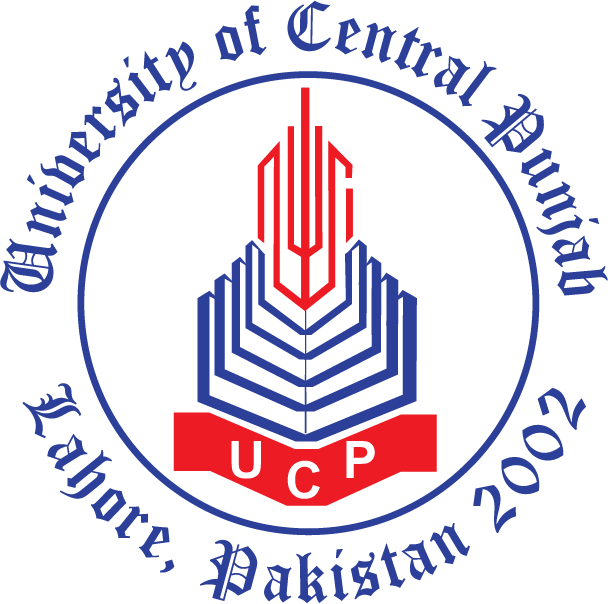 University of Central Punjab
UCP
Lahore, Pakistan 2002